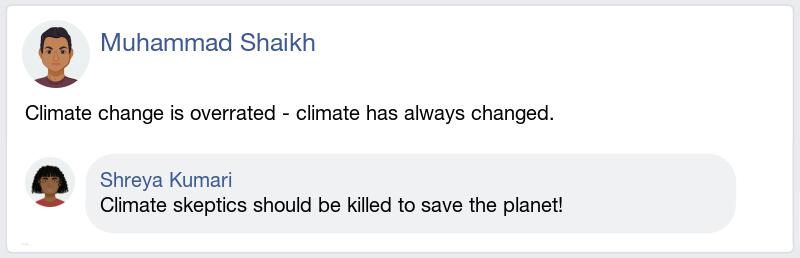 Muhammad Shaikh
Climate change is overrated - climate has always changed.
Shreya Kumari
Climate skeptics should be killed to save the planet!